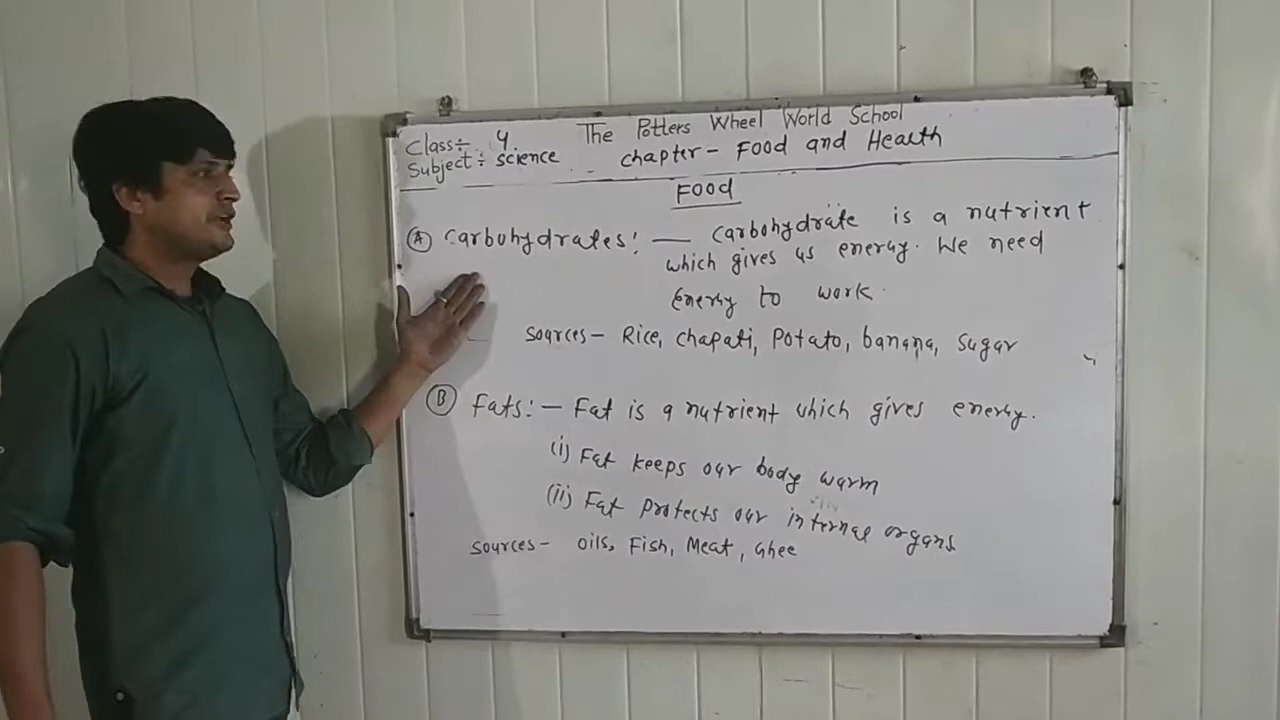 The Potters Wheel World School
Class÷ 4.
Subject÷ science chapter- Food and Health
Food
(A) Carbohydrates:- Carbohydrate is a nutrient
which gives us energy. We need
Energy to work.
Sources- Rice, chapati, Potato, banana, Sugar
(B) Fats:- Fat is a nutrient which gives energy.
(i) Fat keeps our body warm
(ii) Fat Protects our internal organs
Sources- oils, Fish, Meat, Ghee